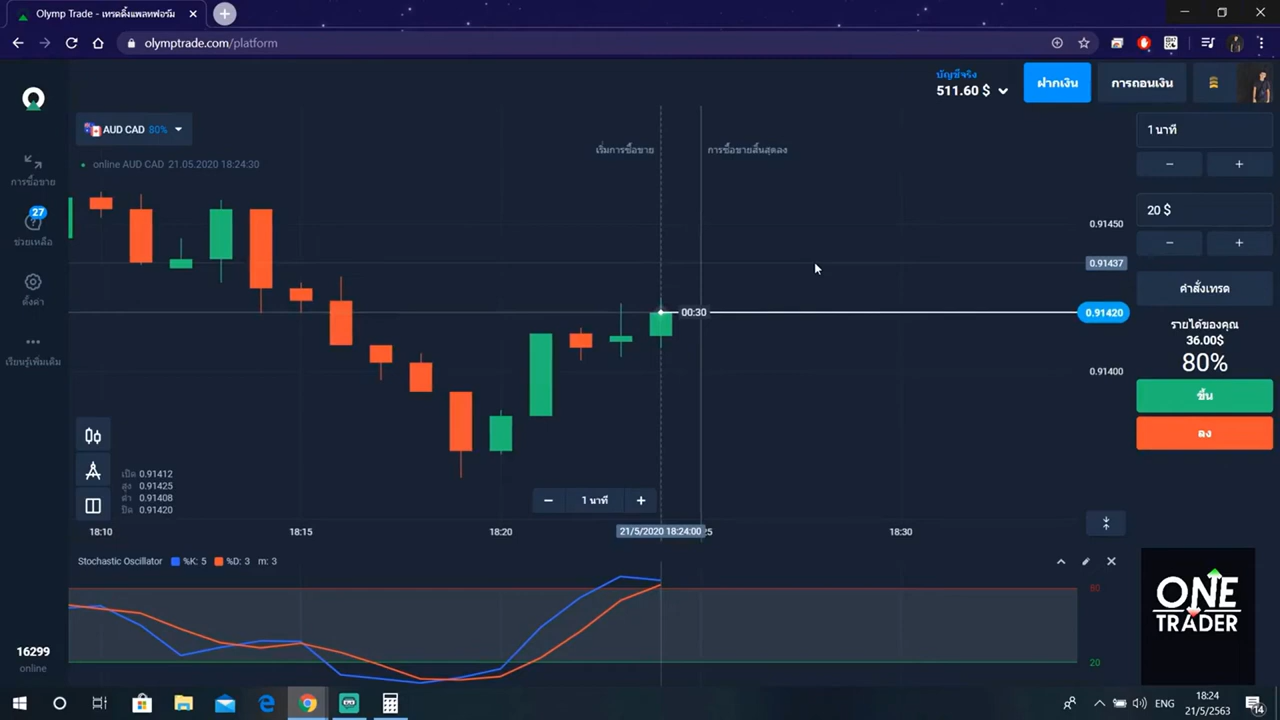 Olymp Trade - เทรดดิ้งแพลทฟอร์ม
olymptrade.com/platform
บัญชีจริง
511.60 $
ฝากเงิน
การถอนเงิน
AUD CAD 80%
online AUD CAD 21.05.2020 18:24:30
เริ่มการซื้อขาย
การซื้อขายสิ้นสุดลง
1 นาที
การซื้อขาย
27
ช่วยเหลือ
ตั้งค่า
เรียนรู้เพิ่มเติม
20 $
0.91450
0.91437
00:30
0.91420
0.91400
คำสั่งเทรด
รายได้ของคุณ
36.00$
80%
ขึ้น
ลง
เปิด 0.91412
สูง 0.91425
ต่ำ 0.91408
ปิด 0.91420
1 นาที
18:10
18:15
18:20
21/5/2020 18:24:00
18:30
Stochastic Oscillator %K: 5 %D: 3 m: 3
80
20
ONE
TRADER
16299
online
ENG
18:24
21/5/2563
14